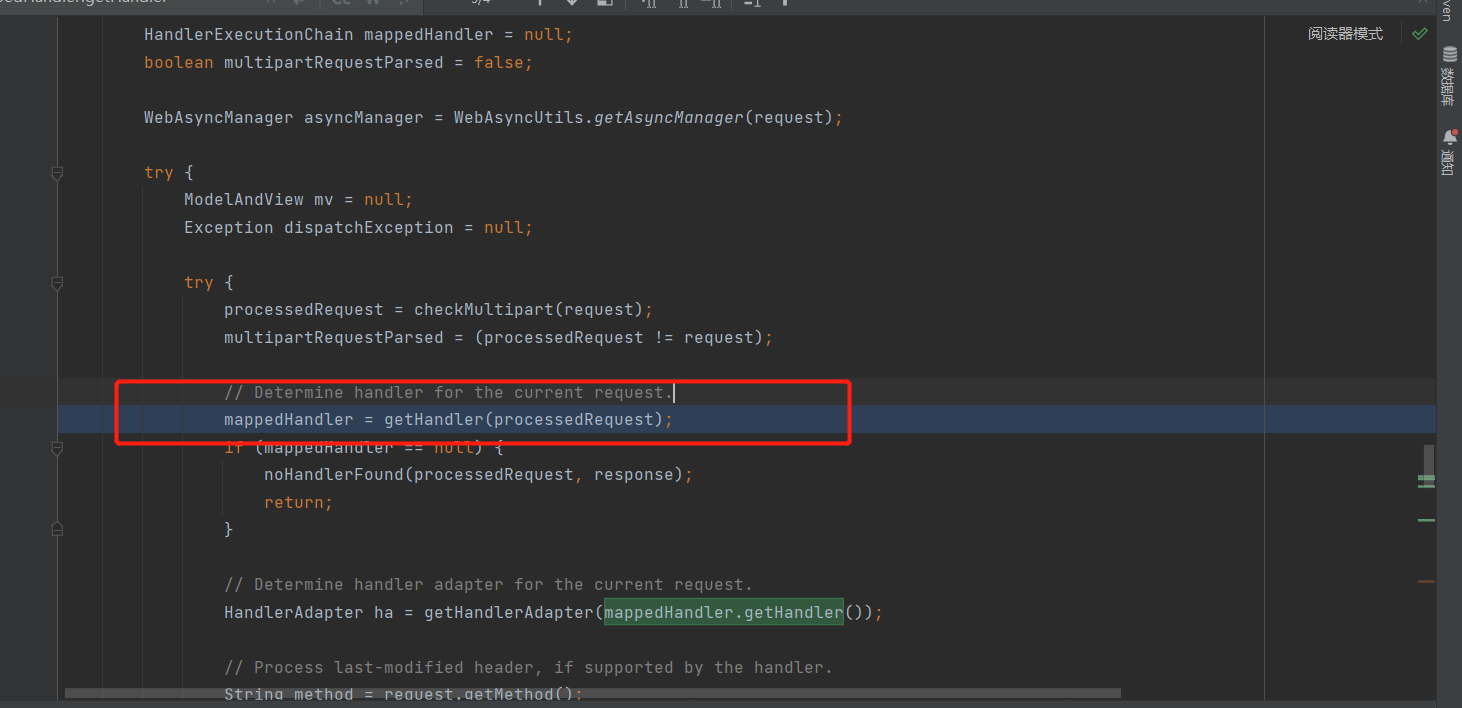 HandlerExecutionChain mappedHandler = null;
boolean multipartRequestParsed = false;
WebAsyncManager asyncManager = WebAsyncUtils.getAsyncManager(request);
try {
ModelAndView mv = null;
Exception dispatchException = null;
try {
processedRequest = checkMultipart(request);
multipartRequestParsed = (processedRequest != request);
// Determine handler for the current request.
mappedHandler = getHandler(processedRequest);
if (mappedHandler == null) {
noHandlerFound(processedRequest, response);
return;
}
// Determine handler adapter for the current request.
HandlerAdapter ha = getHandlerAdapter(mappedHandler.getHandler());
// Process last-modified header, if supported by the handler.
String method = request.getMethod();
阅读器模式
ven
数据库
通知